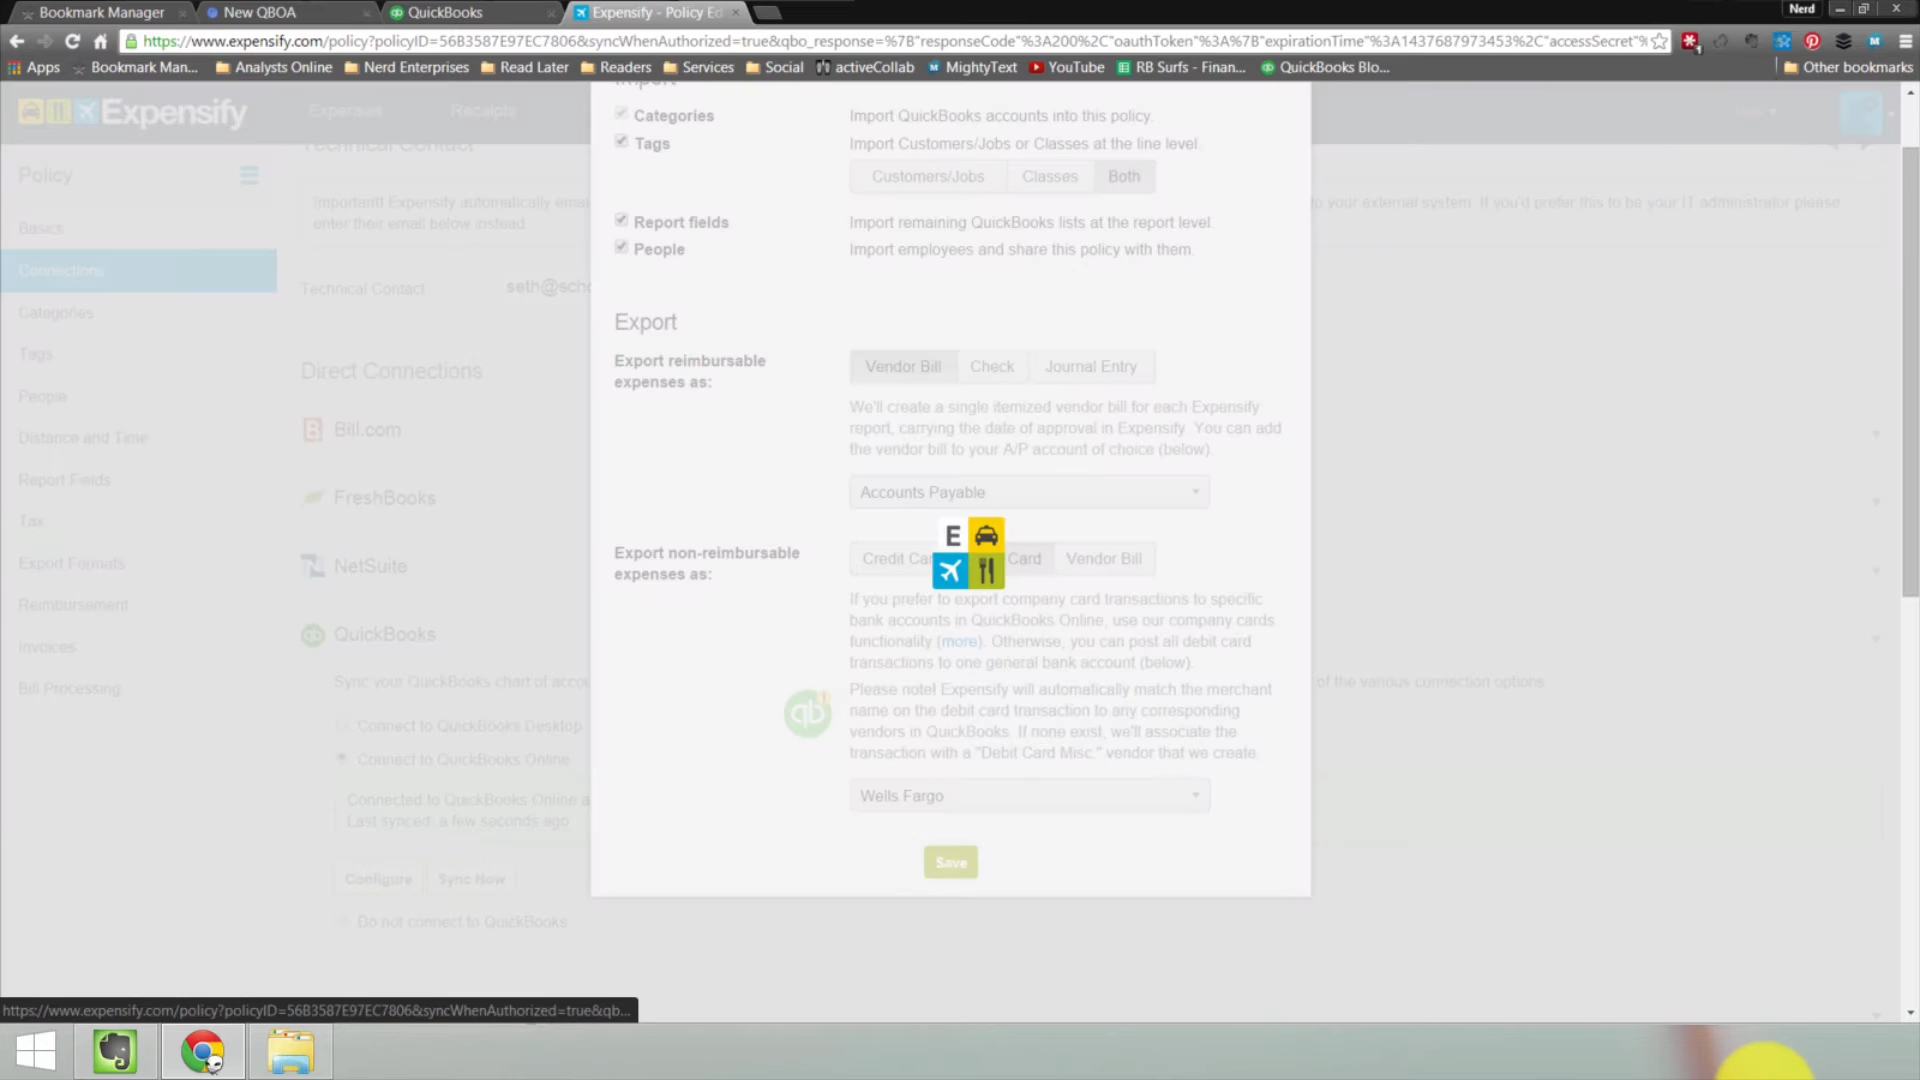 Bookmark Manager
New QBOA
QuickBooks
Expensify - Policy Ed
Nerd
https://www.expensify.com/policy?policyID=56B3587E97EC7806&syncWhenAuthorized=true&qbo_response=%7B"responseCode"%3A200%2C"oauthToken"%3A%7B"expirationTime"%3A1437687973453%2C"accessSecret"%
Apps
Bookmark Man...
Analysts Online
Nerd Enterprises
Read Later
Readers
Services
Social
activeCollab
MightyText
YouTube
RB Surfs - Finan...
QuickBooks Blo...
Other bookmarks
Expensify
Expenses
Receipts
Import
Categories
Import QuickBooks accounts into this policy.
Tags
Import Customers/Jobs or Classes at the line level.
Customers/Jobs
Classes
Both
Report fields
Import remaining QuickBooks lists at the report level.
People
Import employees and share this policy with them.
Export
Export reimbursable
expenses as:
Vendor Bill
Check
Journal Entry
We'll create a single itemized vendor bill for each Expensify
report, carrying the date of approval in Expensify. You can add
the vendor bill to your A/P account of choice (below).
Accounts Payable
Export non-reimbursable
expenses as:
Credit Car
Card
Vendor Bill
E
If you prefer to export company card transactions to specific
bank accounts in QuickBooks Online, use our company cards
functionality (more). Otherwise, you can post all debit card
transactions to one general bank account (below).
Please note! Expensify will automatically match the merchant
name on the debit card transaction to any corresponding
vendors in QuickBooks. If none exist, we'll associate the
transaction with a "Debit Card Misc." vendor that we create.
qb
Wells Fargo
Save
Policy
Basics
Connections
Categories
Tags
People
Distance and Time
Report Fields
Tax
Export Formats
Reimbursement
Invoices
Bill Processing
Technical Contact
Important! Expensify automatically emai
to your external system. If you'd prefer this to be your IT administrator please
enter their email below instead.
Technical Contact
seth@scho
Direct Connections
Bill.com
FreshBooks
NetSuite
QuickBooks
Sync your QuickBooks chart of accou
of the various connection options.
Connect to QuickBooks Desktop
Connect to QuickBooks Online
Connected to QuickBooks Online a
Last synced: a few seconds ago
Configure
Sync Now
Do not connect to QuickBooks
https://www.expensify.com/policy?policyID=56B3587E97EC7806&syncWhenAuthorized=true&qb...